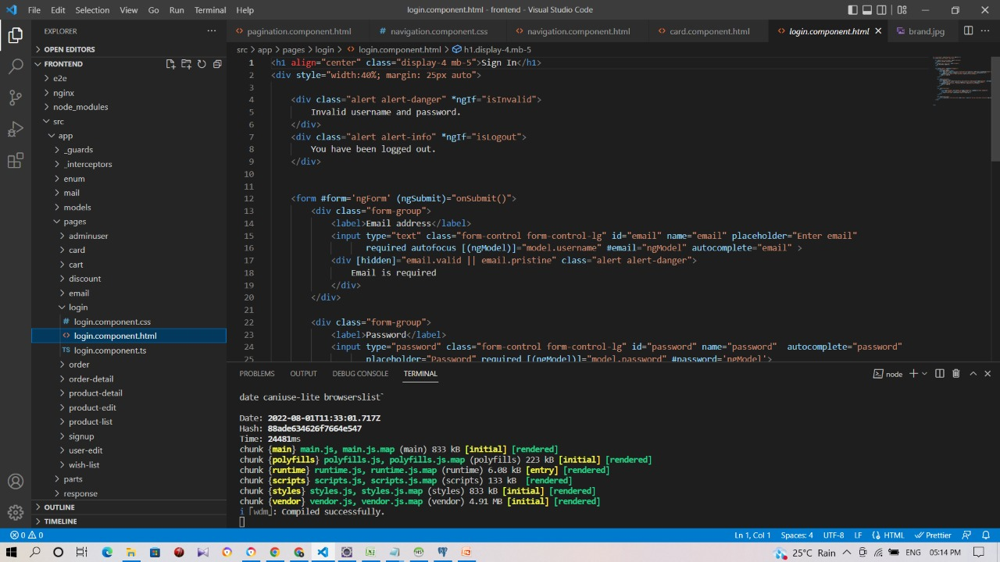 File Edit Selection View Go Run Terminal Help login.component.html - frontend - Visual Studio Code
EXPLORER
OPEN EDITORS
FRONTEND
e2e
nginx
node_modules
src
app
_guards
_interceptors
enum
mail
models
pages
adminuser
card
cart
discount
email
login
# login.component.css
<> login.component.html
TS login.component.ts
order
order-detail
product-detail
product-edit
product-list
signup
user-edit
wish-list
parts
response
OUTLINE
TIMELINE
<> pagination.component.html # navigation.component.css <> navigation.component.html <> card.component.html <> login.component.html brand.jpg
src > app > pages > login > <> login.component.html > h1.display-4.mb-5
1 <h1 align="center" class="display-4 mb-5">Sign In</h1>
2 <div style="width:40%; margin: 25px auto">
3
4 <div class="alert alert-danger" *ngIf="isInvalid">
5 Invalid username and password.
6 </div>
7 <div class="alert alert-info" *ngIf="isLogout">
8 You have been logged out.
9 </div>
10
11
12 <form #form='ngForm' (ngSubmit)="onSubmit()">
13 <div class="form-group">
14 <label>Email address</label>
15 <input type="text" class="form-control form-control-lg" id="email" name="email" placeholder="Enter email"
16 required autofocus [(ngModel)]="model.username" #email="ngModel" autocomplete="email" >
17 <div [hidden]="email.valid || email.pristine" class="alert alert-danger">
18 Email is required
19 </div>
20 </div>
21
22 <div class="form-group">
23 <label>Password</label>
24 <input type="password" class="form-control form-control-lg" id="password" name="password" autocomplete="password"
25 placeholder="Password" required [(ngModel)]="model.password" #password='ngModel'>
PROBLEMS OUTPUT DEBUG CONSOLE TERMINAL node
date caniuse-lite browserslist`
Date: 2022-08-01T11:33:01.717Z
Hash: 88ade634626f7664e547
Time: 24481ms
chunk {main} main.js, main.js.map (main) 833 kB [initial] [rendered]
chunk {polyfills} polyfills.js, polyfills.js.map (polyfills) 223 kB [initial] [rendered]
chunk {runtime} runtime.js, runtime.js.map (runtime) 6.08 kB [entry] [rendered]
chunk {scripts} scripts.js, scripts.js.map (scripts) 133 kB [rendered]
chunk {styles} styles.js, styles.js.map (styles) 833 kB [initial] [rendered]
chunk {vendor} vendor.js, vendor.js.map (vendor) 4.91 MB [initial] [rendered]
i ｢wdm｣: Compiled successfully.
0 0 Ln 1, Col 1 Spaces: 4 UTF-8 LF HTML Prettier
25°C Rain ENG 05:14 PM